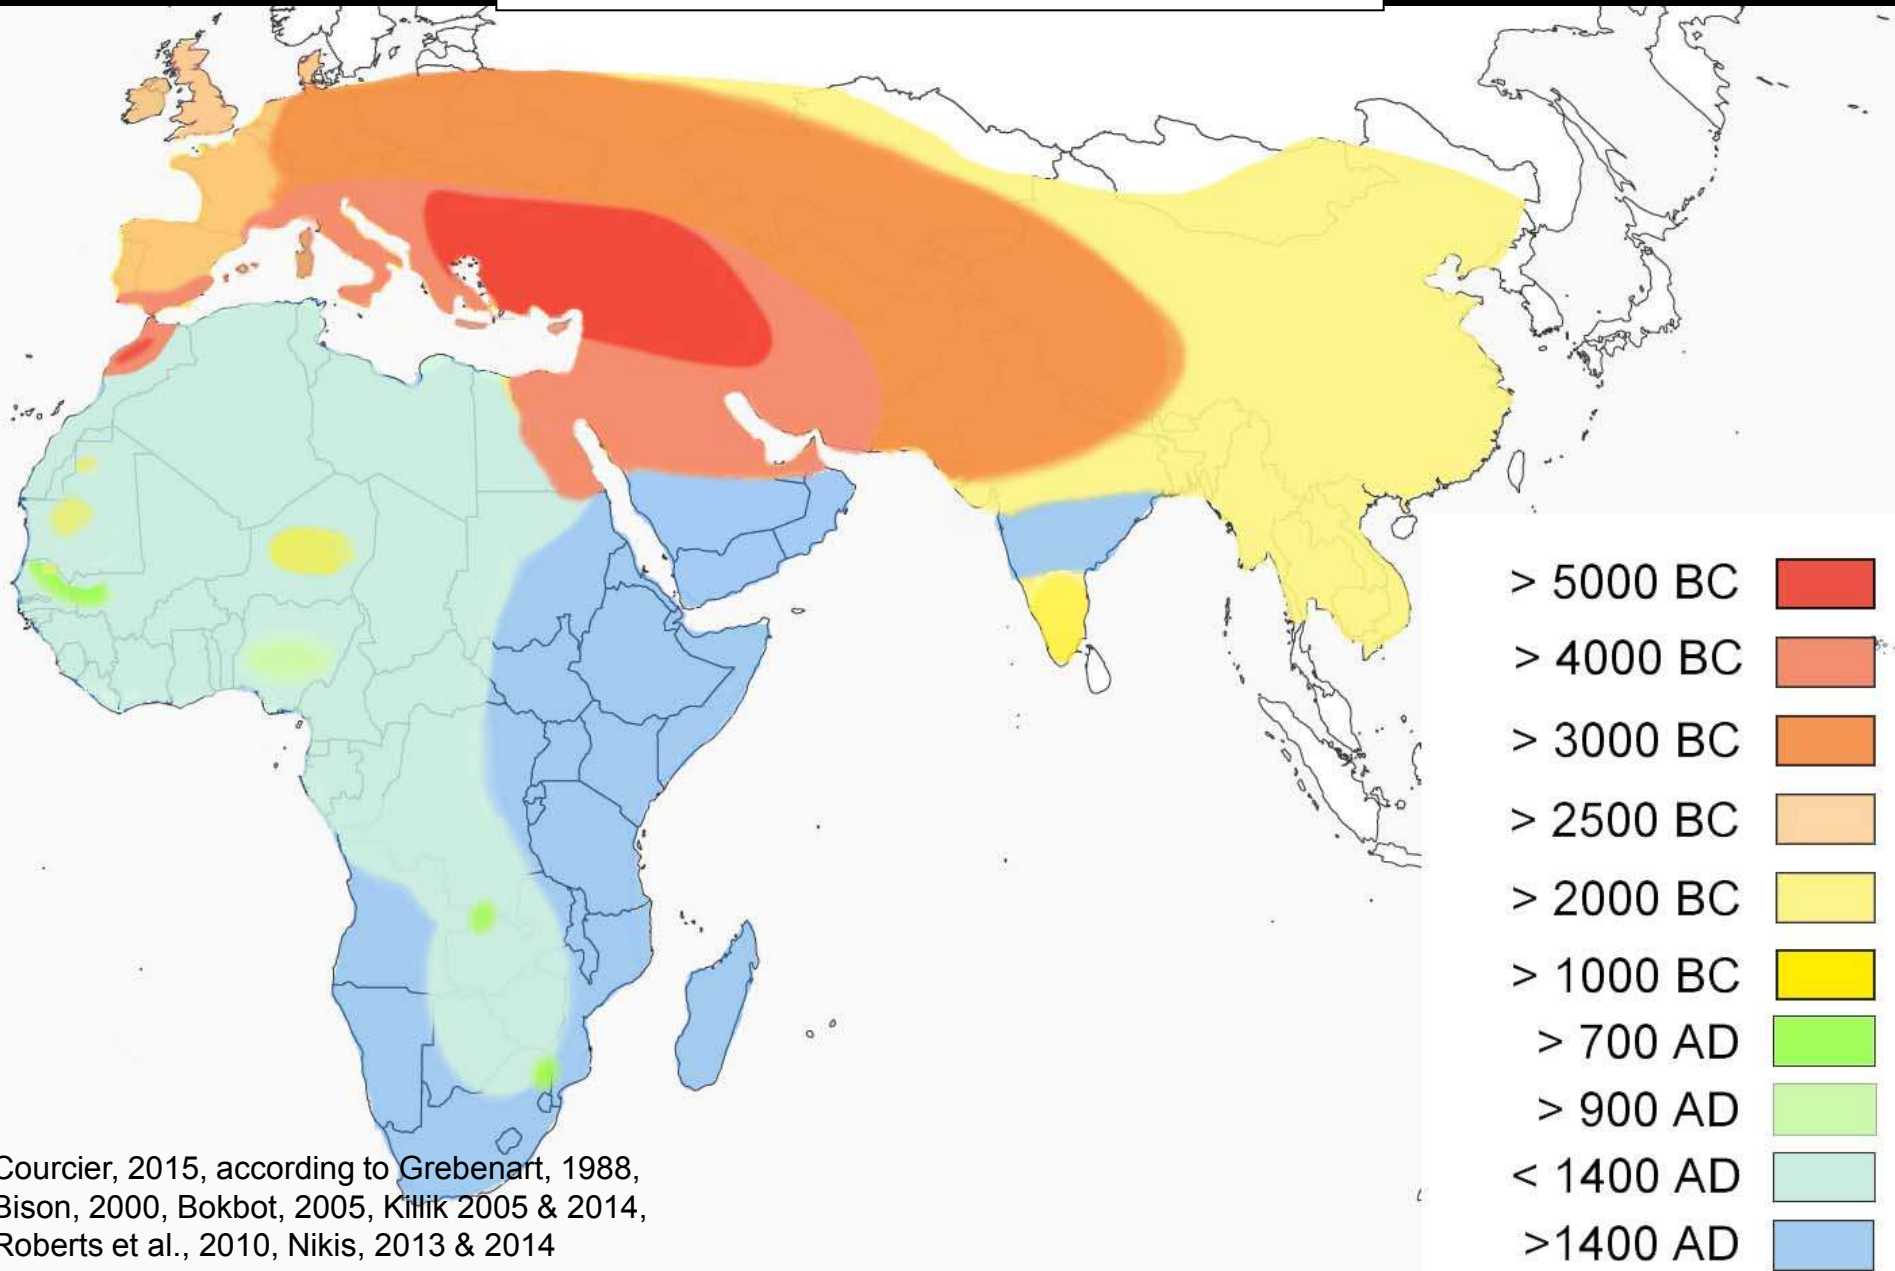 > 5000 BC
> 4000 BC
> 3000 BC
> 2500 BC
> 2000 BC
> 1000 BC
> 700 AD
> 900 AD
< 1400 AD
>1400 AD
Courcier, 2015, according to Grebenart, 1988,
Bison, 2000, Bokbot, 2005, Killik 2005 & 2014,
Roberts et al., 2010, Nikis, 2013 & 2014